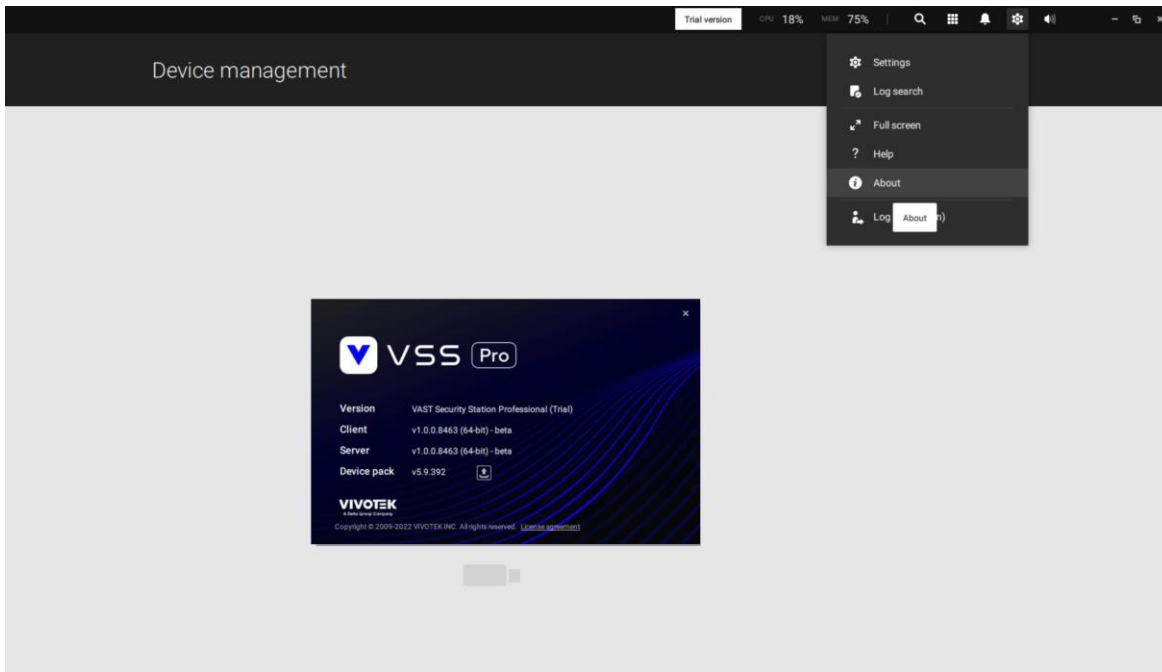 Trial version CPU 18% MEM 75%
Device management
Settings
Log search
Full screen
? Help
About
Log n)
About
V VSS Pro
Version VAST Security Station Professional (Trial)
Client v1.0.0.8463 (64-bit) - beta
Server v1.0.0.8463 (64-bit) - beta
Device pack v5.9.392
VIVOTEK
A Delta Group Company
Copyright © 2009-2022 VIVOTEK INC. All rights reserved. License agreement